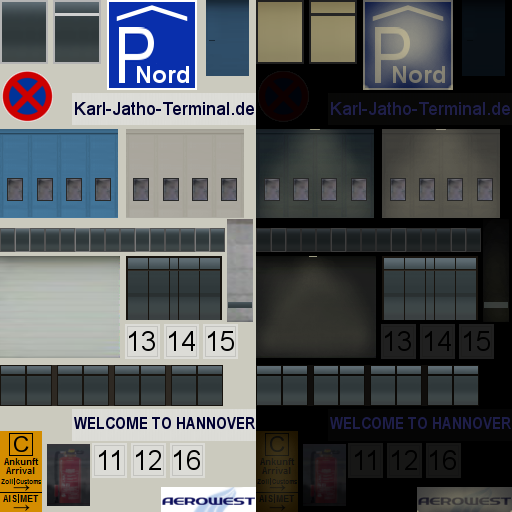 P
Nord
P
Nord
Karl-Jatho-Terminal.de
Karl-Jatho-Terminal.de
13 14 15
13 14 15
WELCOME TO HANNOVER
WELCOME TO HANNOVER
C
Ankunft
Arrival
Zoll|Customs
→
AIS|MET
→
11 12 16
AEROWEST
C
Ankunft
Arrival
Zoll|Customs
→
AIS|MET
→
11 12 16
AEROWEST